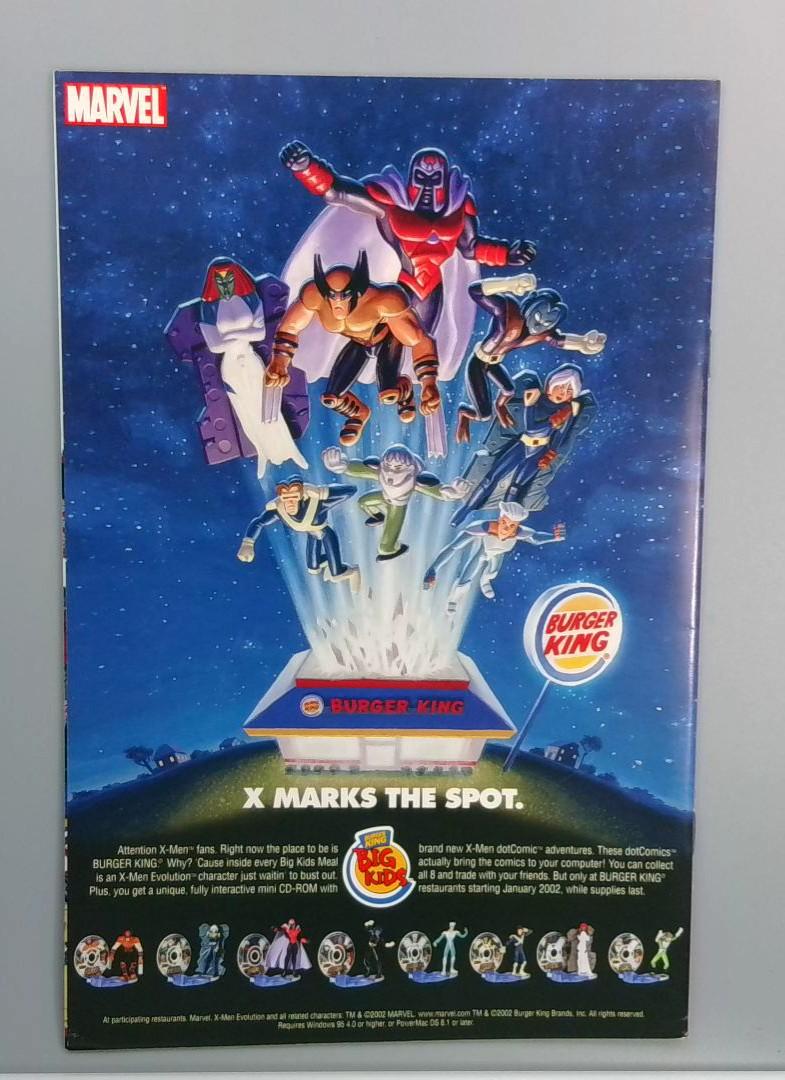 MARVEL
BURGER
KING®
BURGER KING
X MARKS THE SPOT.
Attention X-Men™ fans. Right now the place to be is
BURGER KING.® Why? 'Cause inside every Big Kids Meal
is an X-Men Evolution™ character just waitin' to bust out.
Plus, you get a unique, fully interactive mini CD-ROM with
BURGER
KING
BIG
KIDS
brand new X-Men dotComic™ adventures. These dotComics™
actually bring the comics to your computer! You can collect
all 8 and trade with your friends. But only at BURGER KING®
restaurants starting January 2002, while supplies last.
At participating restaurants. Marvel, X-Men Evolution and all related characters: TM & ©2002 MARVEL. www.marvel.com TM & ©2002 Burger King Brands, Inc. All rights reserved.
Requires Windows 95 4.0 or higher, or PowerMac OS 8.1 or later.